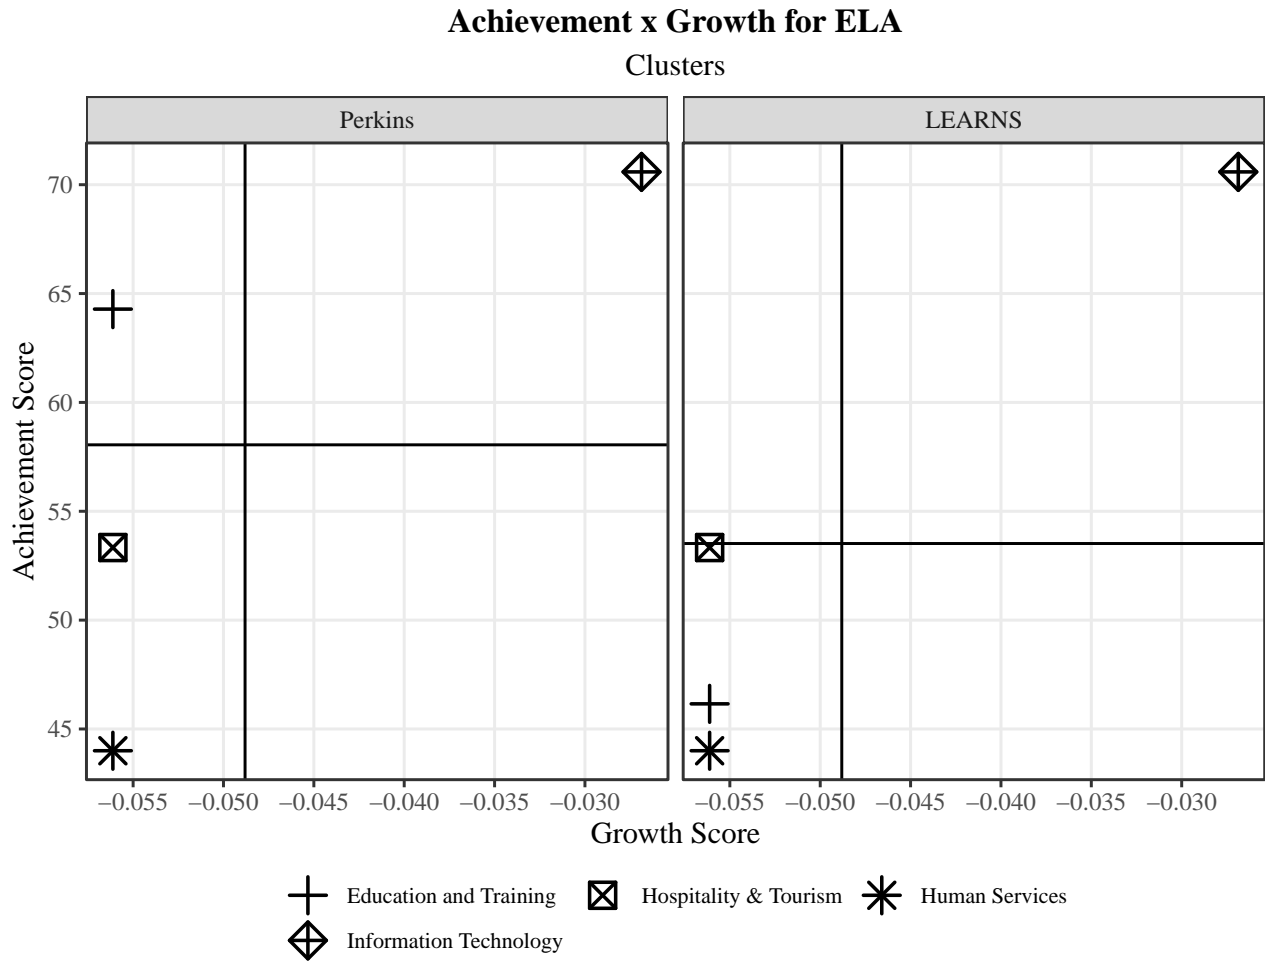 Achievement x Growth for ELA
Clusters
Perkins
LEARNS
Achievement Score
70
65
60
55
50
45
−0.055 −0.050 −0.045 −0.040 −0.035 −0.030
−0.055 −0.050 −0.045 −0.040 −0.035 −0.030
Growth Score
Education and Training Hospitality & Tourism Human Services
Information Technology